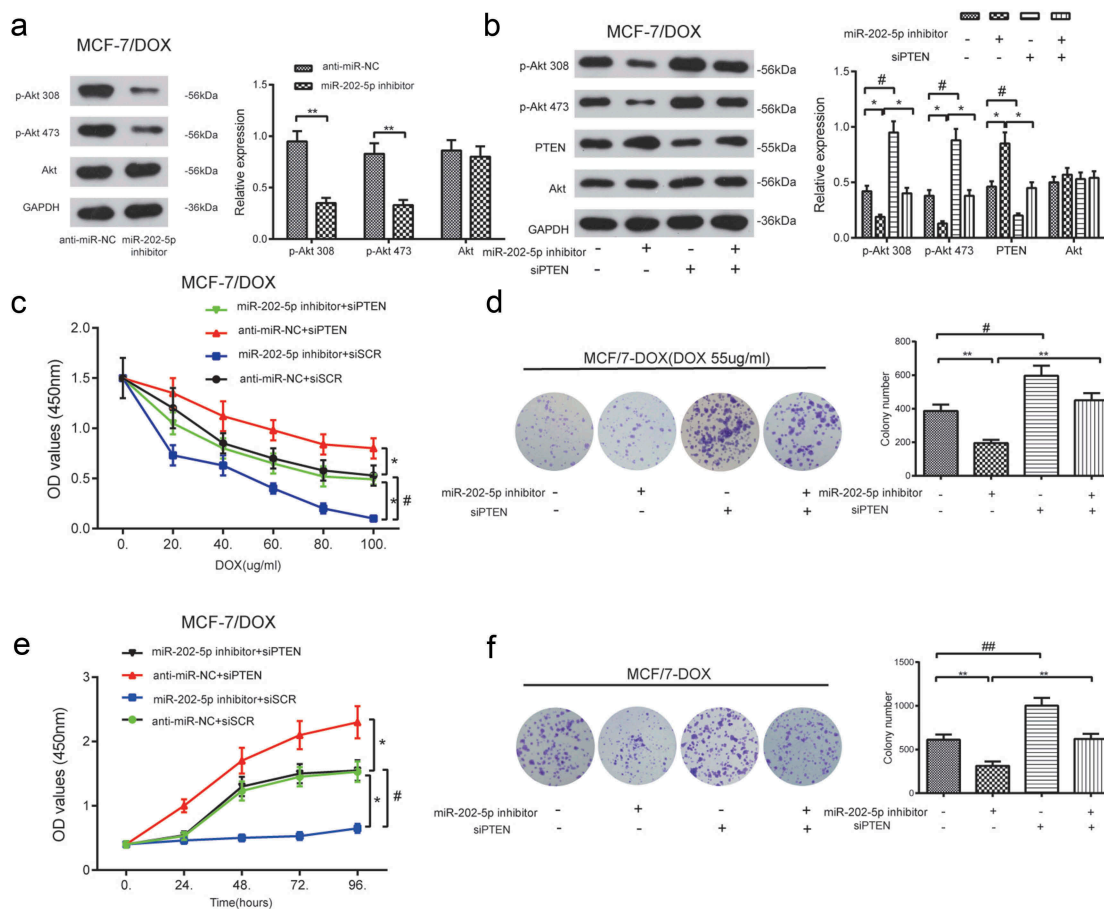 a
MCF-7/DOX
p-Akt 308
-56kDa
p-Akt 473
-56kDa
Akt
-56kDa
GAPDH
-36kDa
anti-miR-NC miR-202-5p inhibitor
anti-miR-NC
miR-202-5p inhibitor
Relative expression
1.5
1.0
0.5
0.0
**
**
p-Akt 308 p-Akt 473 Akt
b
MCF-7/DOX
p-Akt 308
-56kDa
p-Akt 473
-56kDa
PTEN
-55kDa
Akt
-56kDa
GAPDH
-36kDa
miR-202-5p inhibitor - + - +
siPTEN - - + +
miR-202-5p inhibitor - + - +
siPTEN - - + +
Relative expression
1.5
1.0
0.5
0.0
# # #
* * * * * *
p-Akt 308 p-Akt 473 PTEN Akt
c
MCF-7/DOX
miR-202-5p inhibitor+siPTEN
anti-miR-NC+siPTEN
miR-202-5p inhibitor+siSCR
anti-miR-NC+siSCR
OD values (450nm)
2.0
1.5
1.0
0.5
0.0
*
* #
0. 20. 40. 60. 80. 100.
DOX(ug/ml)
d
MCF/7-DOX(DOX 55ug/ml)
miR-202-5p inhibitor - + - +
siPTEN - - + +
Colony number
800
600
400
200
0
#
** **
miR-202-5p inhibitor - + - +
siPTEN - - + +
e
MCF-7/DOX
miR-202-5p inhibitor+siPTEN
anti-miR-NC+siPTEN
miR-202-5p inhibitor+siSCR
anti-miR-NC+siSCR
OD values (450nm)
3
2
1
0
*
* #
0. 24. 48. 72. 96.
Time(hours)
f
MCF/7-DOX
miR-202-5p inhibitor - + - +
siPTEN - - + +
Colony number
1500
1000
500
0
##
** **
miR-202-5p inhibitor - + - +
siPTEN - - + +